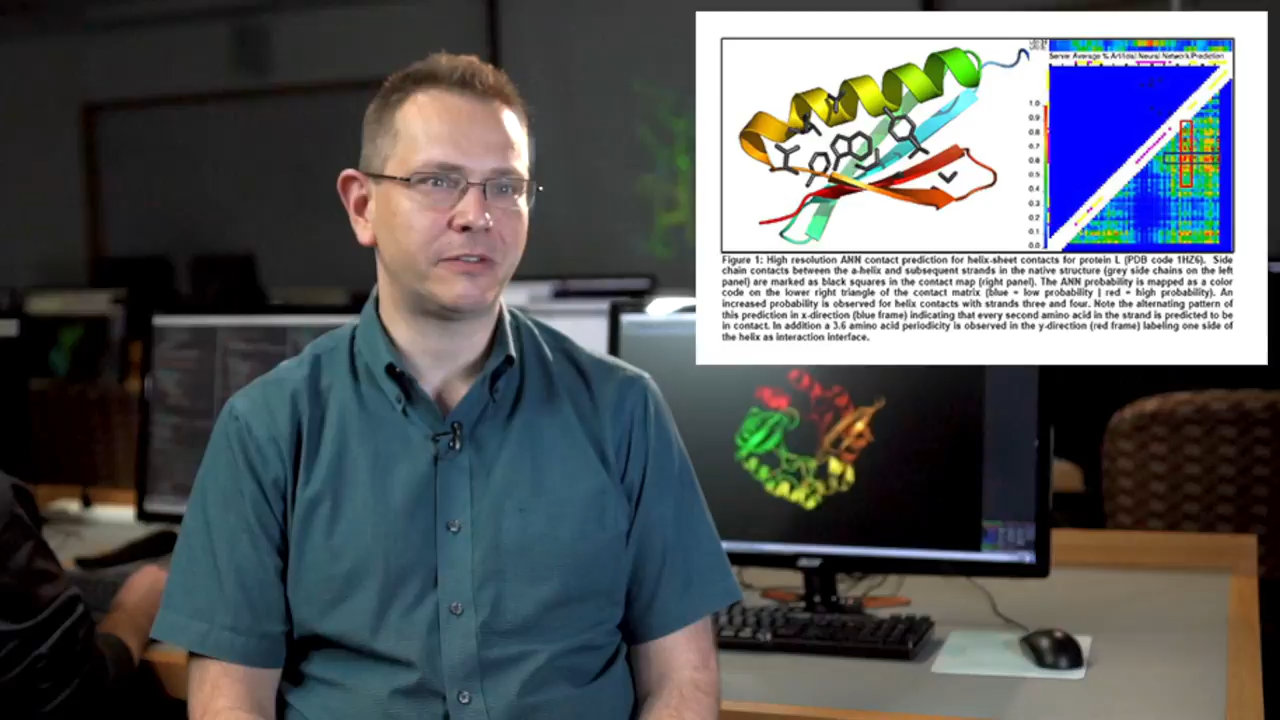 Server Average % Artificial Neural Network Prediction
1.0
0.9
0.8
0.7
0.6
0.5
0.4
0.3
0.2
0.1
0.0
Figure 1: High resolution ANN contact prediction for helix-sheet contacts for protein L (PDB code 1HZ6). Side
chain contacts between the a-helix and subsequent strands in the native structure (grey side chains on the left
panel) are marked as black squares in the contact map (right panel). The ANN probability is mapped as a color
code on the lower right triangle of the contact matrix (blue = low probability | red = high probability). An
increased probability is observed for helix contacts with strands three and four. Note the alternating pattern of
this prediction in x-direction (blue frame) indicating that every second amino acid in the strand is predicted to be
in contact. In addition a 3.6 amino acid periodicity is observed in the y-direction (red frame) labeling one side of
the helix as interaction interface.
acer